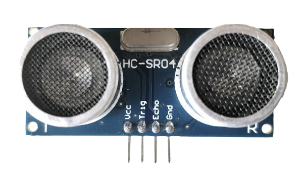 HC-SR04
Vcc
Trig
Echo
Gnd
T
R